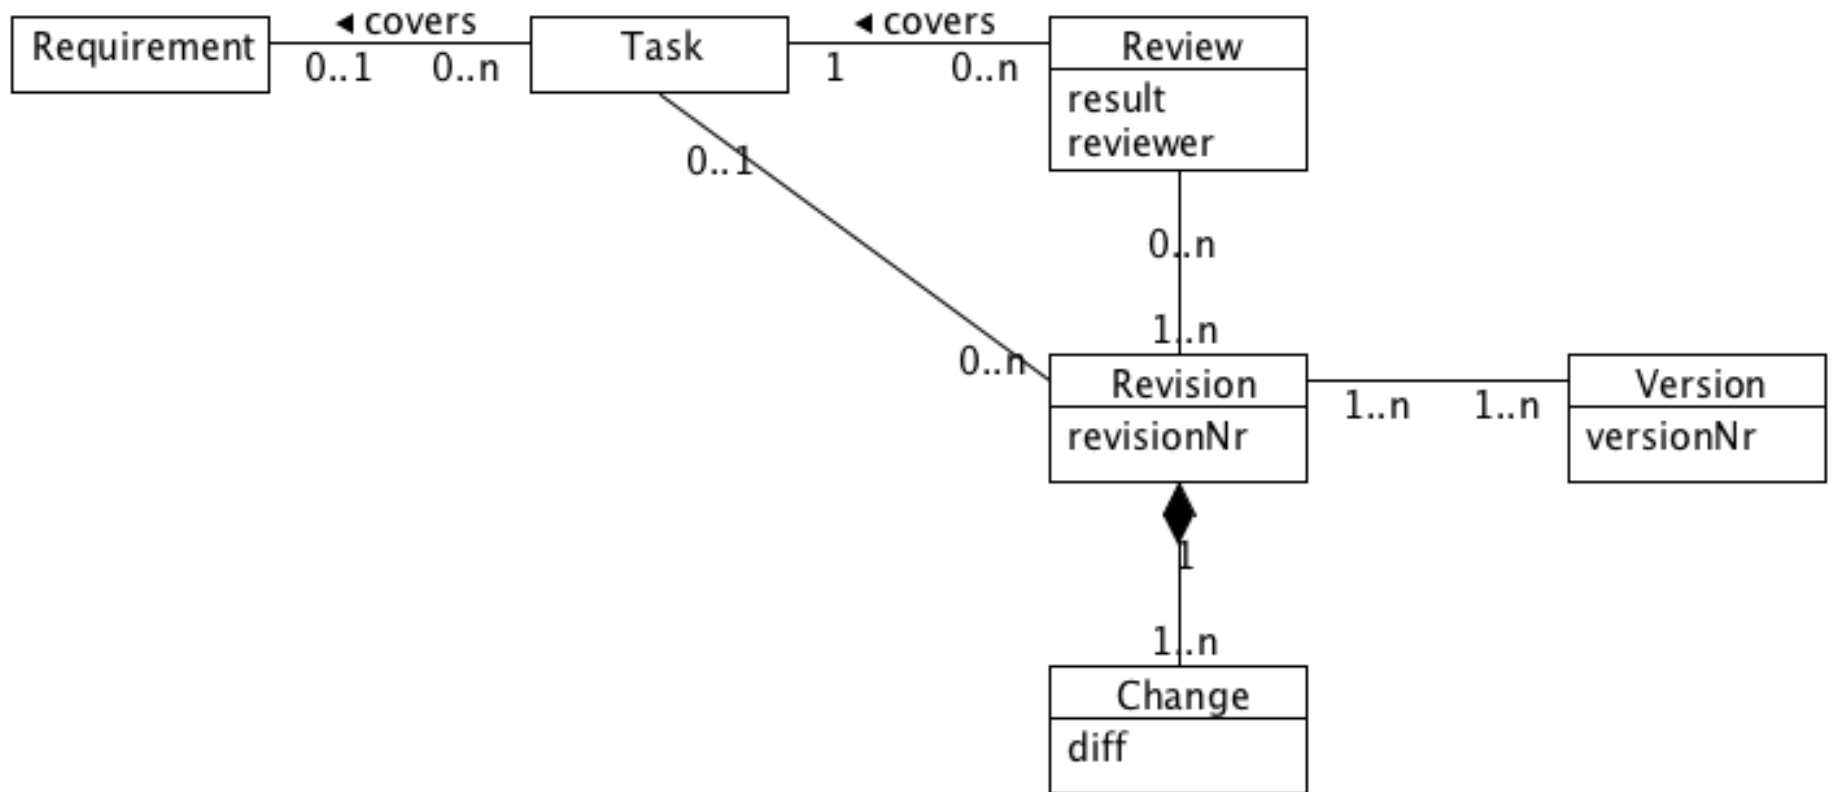 ◄ covers
◄ covers
Requirement
Task
Review
0..1
0..n
1
0..n
result
reviewer
0..1
0..n
1..n
0..n
Revision
Version
1..n
1..n
revisionNr
versionNr
1
1..n
Change
diff